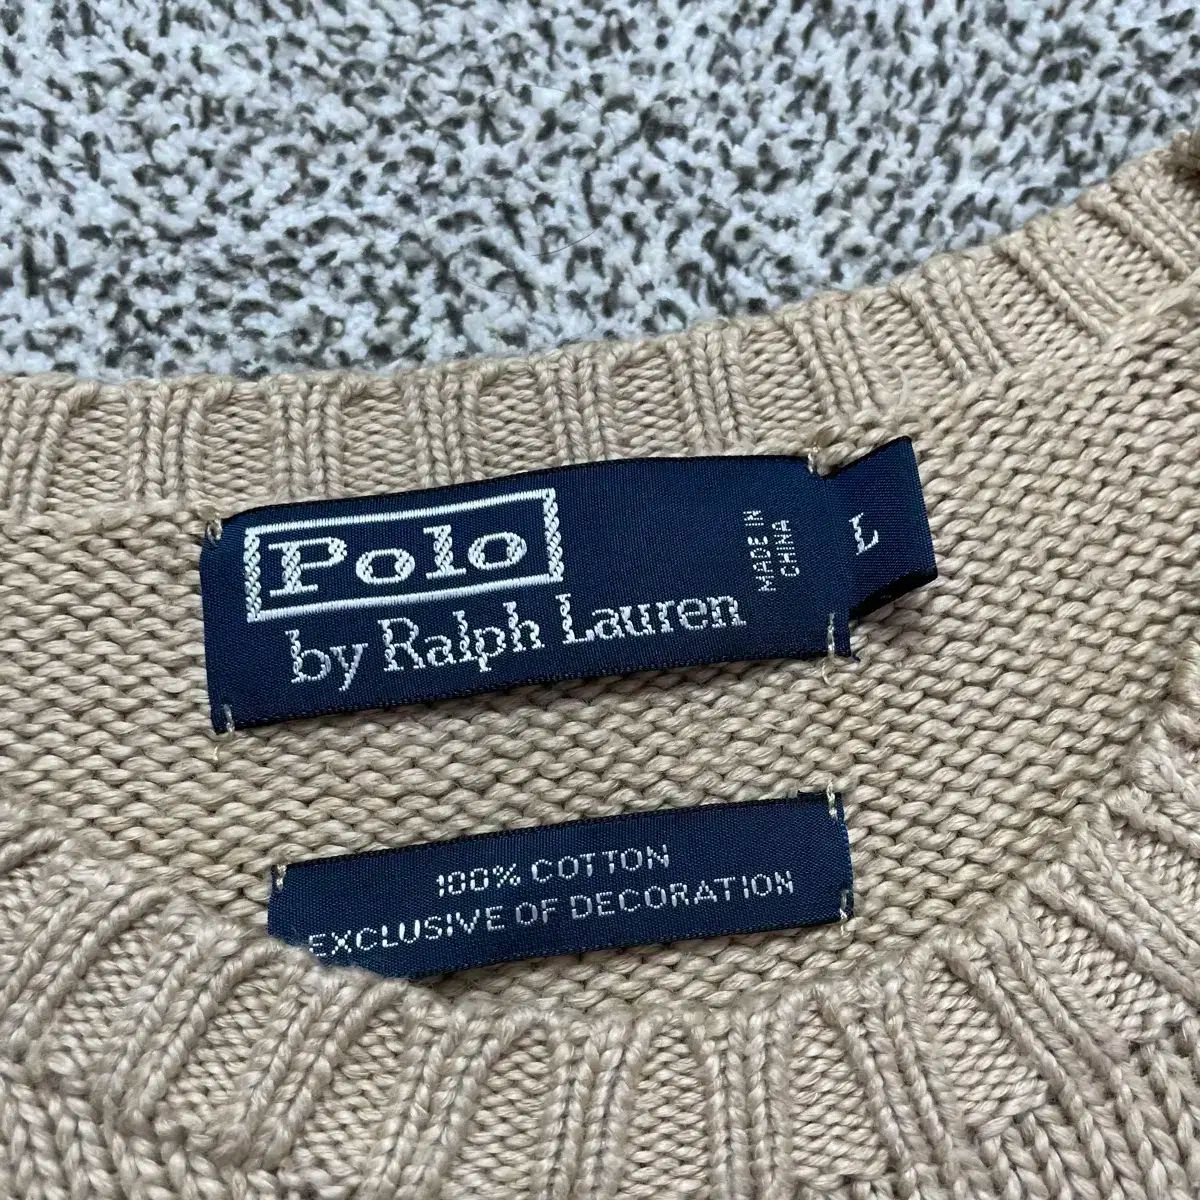 Polo
by Ralph Lauren
MADE IN
CHINA
L
100% COTTON
EXCLUSIVE OF DECORATION